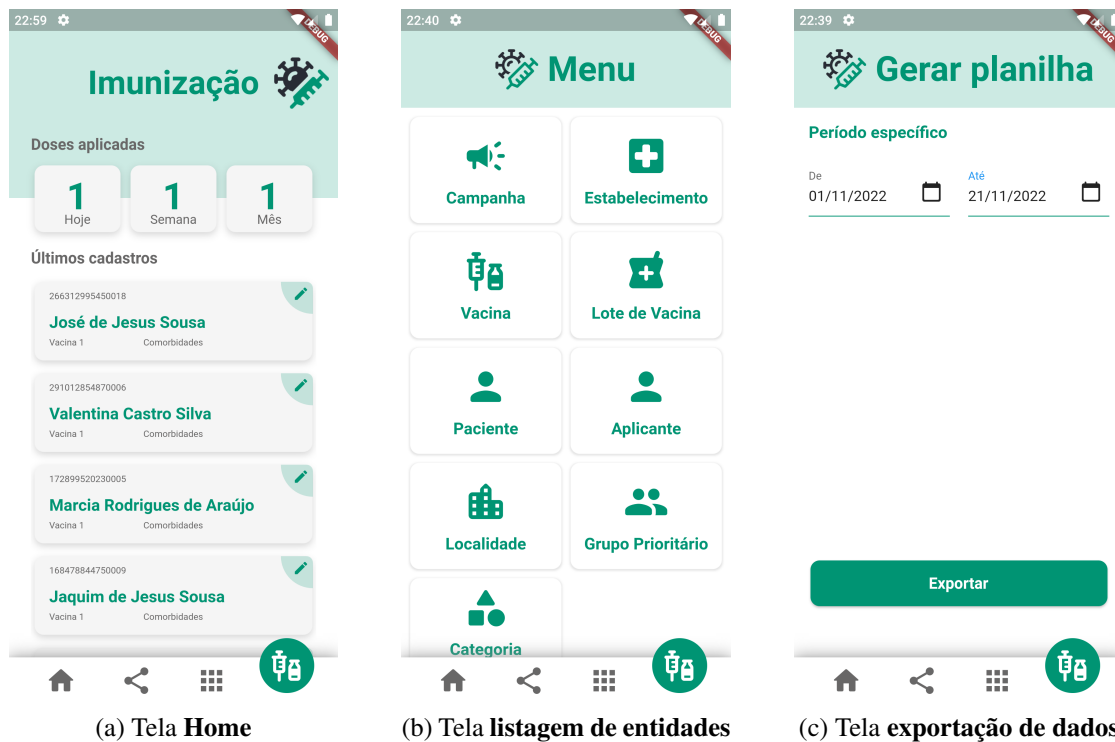 22:59
DEBUG
Imunização
Doses aplicadas
1 1 1
Hoje Semana Mês
Últimos cadastros
266312995450018
José de Jesus Sousa
Vacina 1 Comorbidades
291012854870006
Valentina Castro Silva
Vacina 1 Comorbidades
172899520230005
Marcia Rodrigues de Araújo
Vacina 1 Comorbidades
168478844750009
Jaquim de Jesus Sousa
Vacina 1 Comorbidades
(a) Tela Home
22:40
DEBUG
Menu
Campanha Estabelecimento
Vacina Lote de Vacina
Paciente Aplicante
Localidade Grupo Prioritário
Categoria
(b) Tela listagem de entidades
22:39
DEBUG
Gerar planilha
Período específico
De Até
01/11/2022 21/11/2022
Exportar
(c) Tela exportação de dados